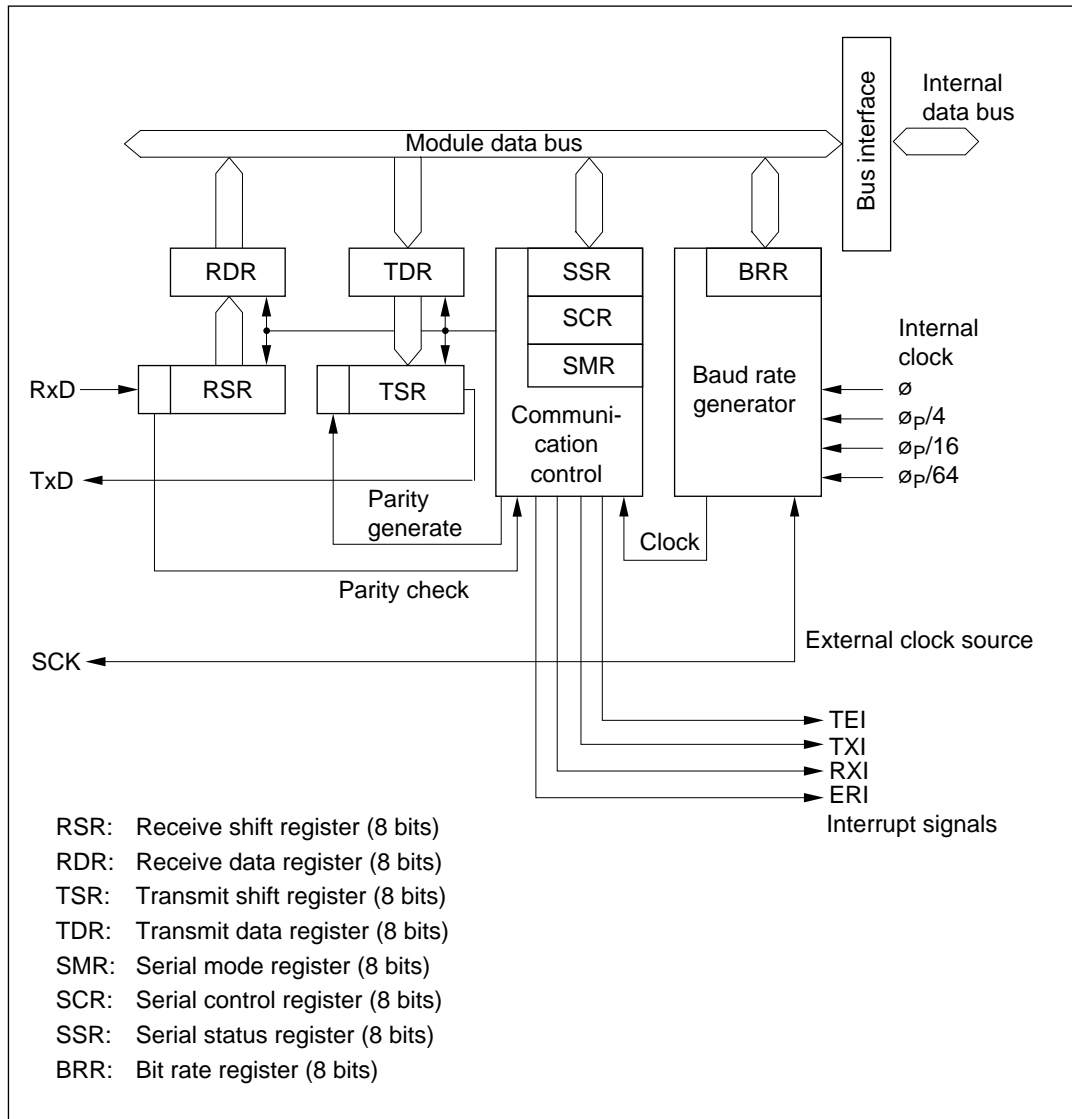 Internal
data bus
Bus interface
Module data bus
RDR
TDR
SSR
BRR
SCR
SMR
RxD
RSR
TSR
Baud rate
generator
Internal
clock
ø
øP/4
øP/16
øP/64
Communi-
cation
control
TxD
Parity
generate
Clock
Parity check
External clock source
SCK
TEI
TXI
RXI
ERI
Interrupt signals
RSR: Receive shift register (8 bits)
RDR: Receive data register (8 bits)
TSR: Transmit shift register (8 bits)
TDR: Transmit data register (8 bits)
SMR: Serial mode register (8 bits)
SCR: Serial control register (8 bits)
SSR: Serial status register (8 bits)
BRR: Bit rate register (8 bits)